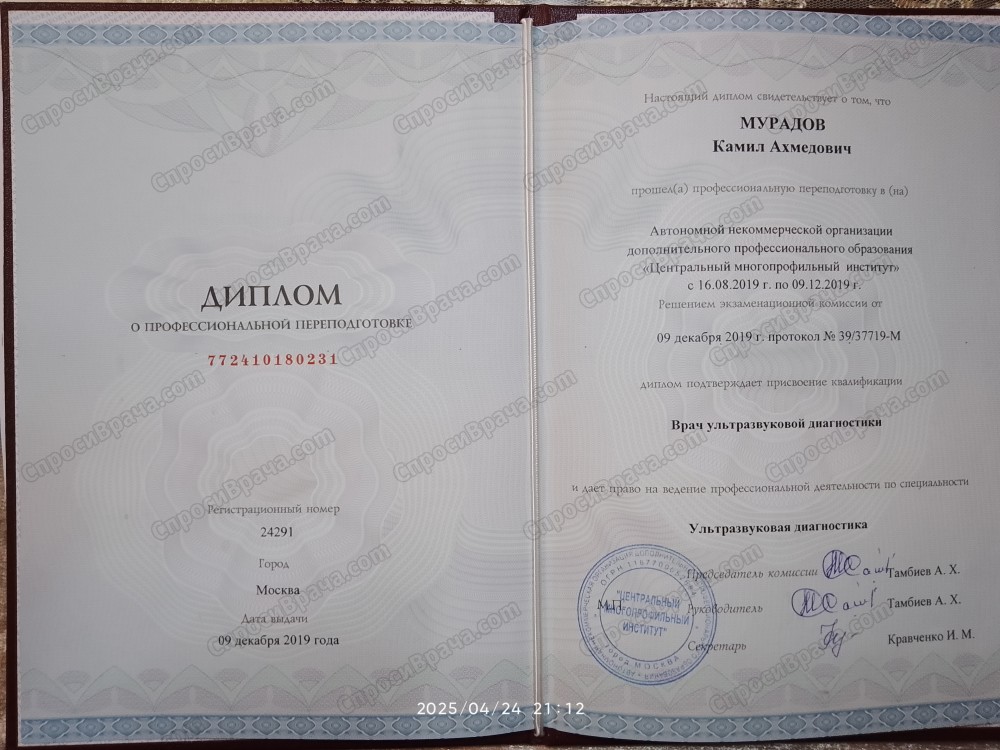 ДИПЛОМ
О ПРОФЕССИОНАЛЬНОЙ ПЕРЕПОДГОТОВКЕ
772410180231
Регистрационный номер
24291
Город
Москва
Дата выдачи
09 декабря 2019 года
Настоящий диплом свидетельствует о том, что
МУРАДОВ
Камил Ахмедович
прошел(а) профессиональную переподготовку в (на)
Автономной некоммерческой организации
дополнительного профессионального образования
«Центральный многопрофильный институт»
с 16.08.2019 г. по 09.12.2019 г.
Решением экзаменационной комиссии от
09 декабря 2019 г. протокол № 39/37719-М
диплом подтверждает присвоение квалификации
Врач ультразвуковой диагностики
и дает право на ведение профессиональной деятельности по специальности
Ультразвуковая диагностика
Председатель комиссии Тамбиев А. Х.
М.П.
Руководитель Тамбиев А. Х.
Секретарь Кравченко И. М.
"ЦЕНТРАЛЬНЫЙ
МНОГОПРОФИЛЬНЫЙ
ИНСТИТУТ"
ГОРОД МОСКВА
2025/04/24 21:12
СпросиВрача.com